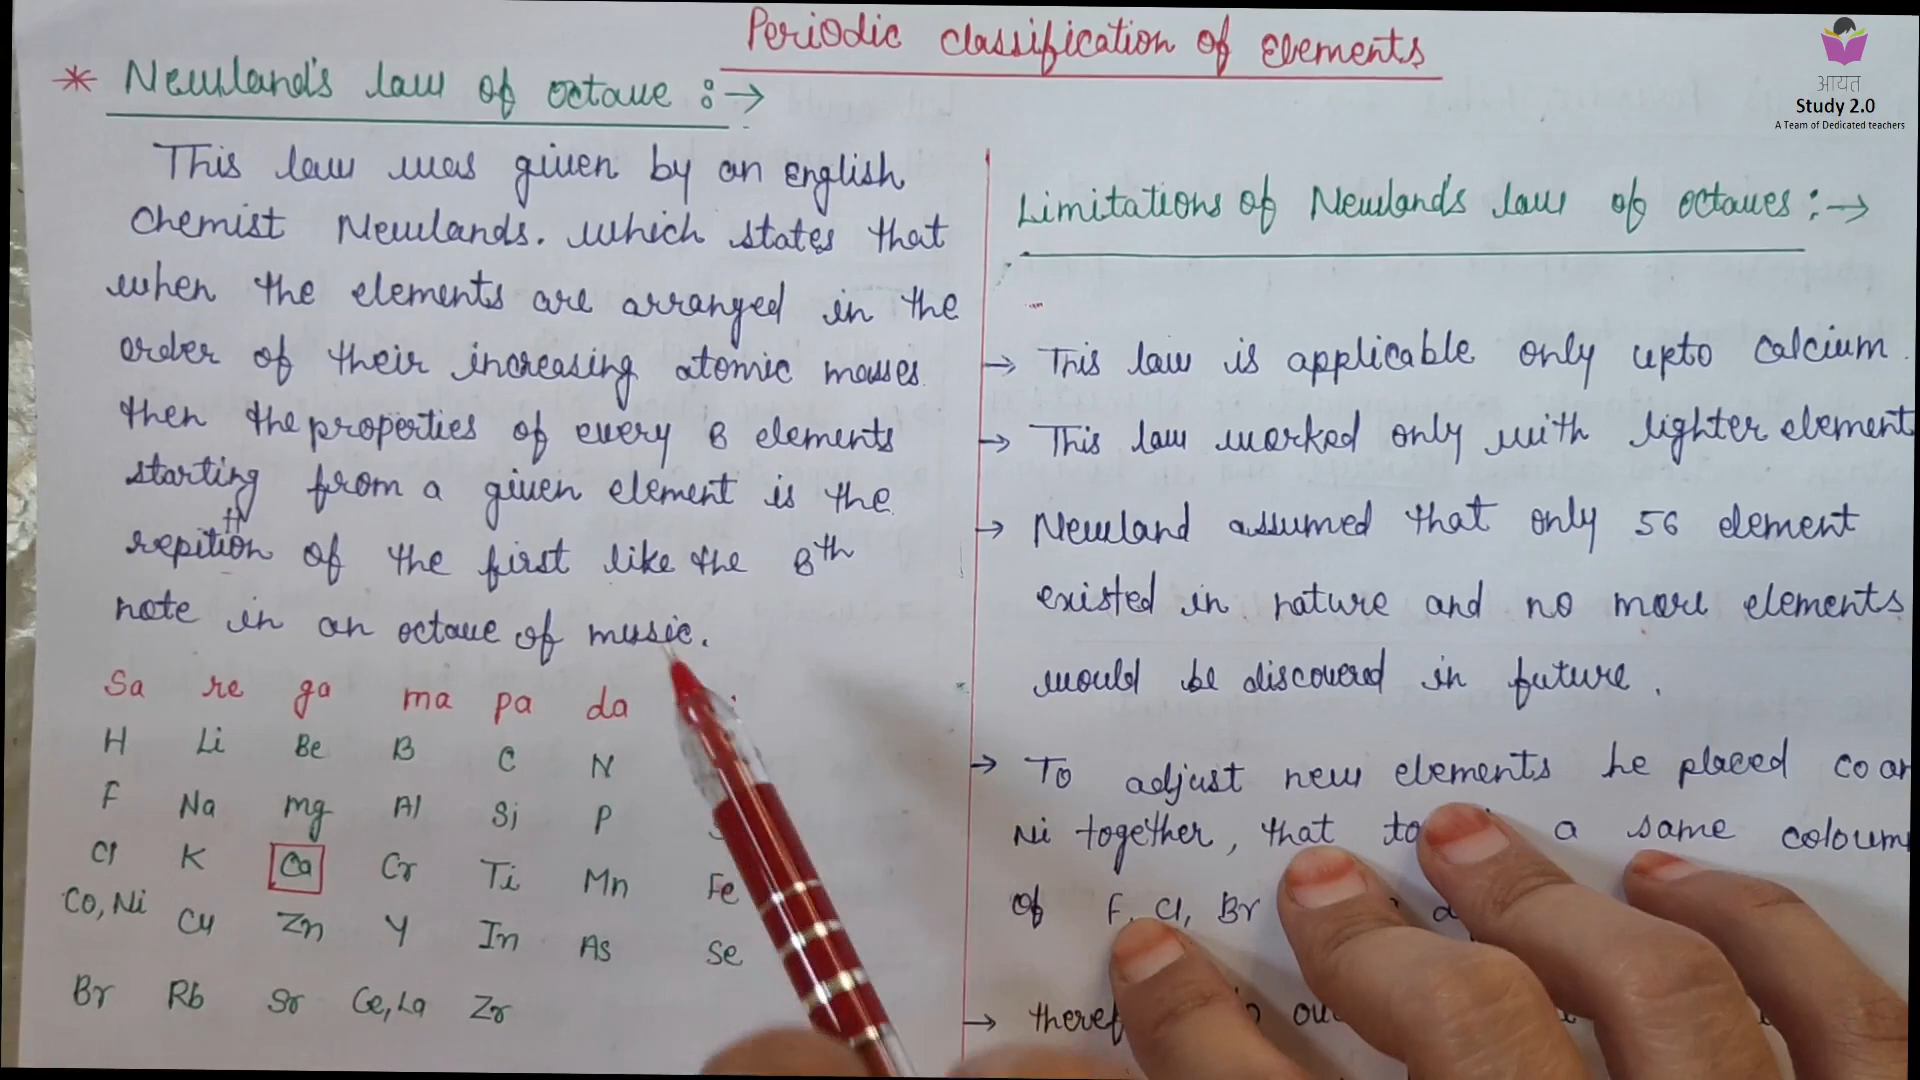 Periodic classification of Elements
* Newland's law of octave :→
This law was given by an English
Chemist Newlands. which states that
when the elements are arranged in the
order of their increasing atomic masses
then the properties of every 8 elements
starting from a given element is the
repition of the first like the 8th
note in an octave of music.
Sa re ga ma pa da
H Li Be B C N
F Na Mg Al Si P
Cl K Ca Cr Ti Mn Fe
Co, Ni Cu Zn Y In As Se
Br Rb Sr Ce, La Zr
आयत
Study 2.0
A Team of Dedicated teachers
Limitations of Newland's law of octaves :→
→ This law is applicable only upto calcium.
→ This law worked only with lighter element
→ Newland assumed that only 56 element
existed in nature and no more elements
would be discovered in future.
→ To adjust new elements he placed Co an
Ni together, that to a same coloum
of F, Cl, Br
→